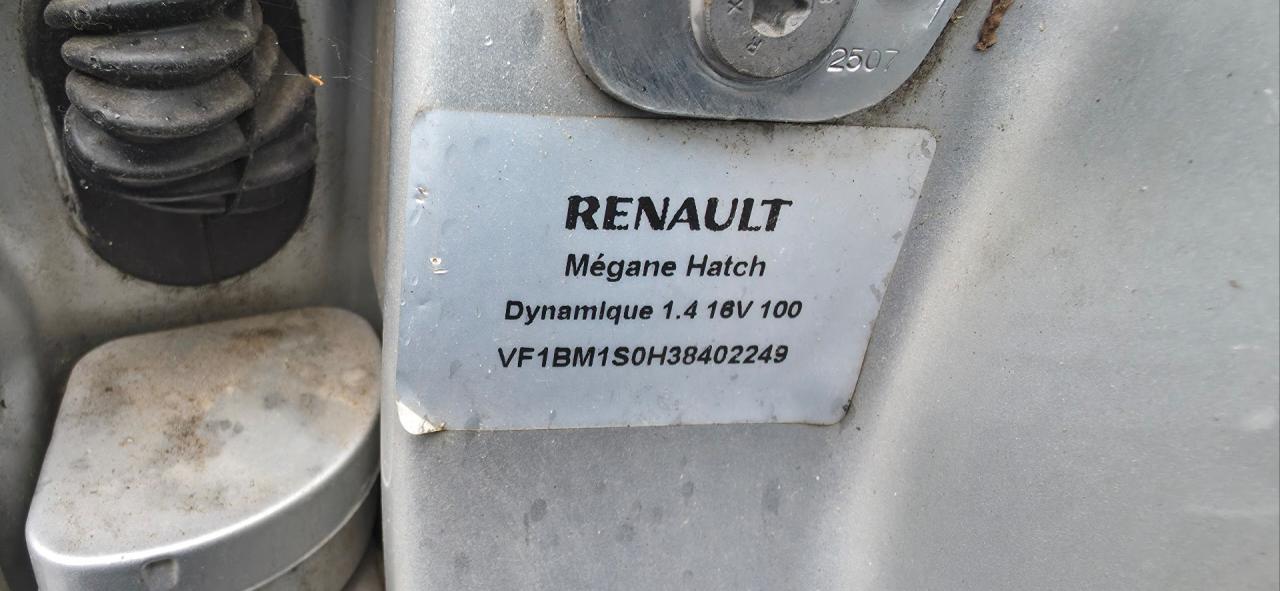 2507
RENAULT
Mégane Hatch
Dynamique 1.4 16V 100
VF1BM1S0H38402249